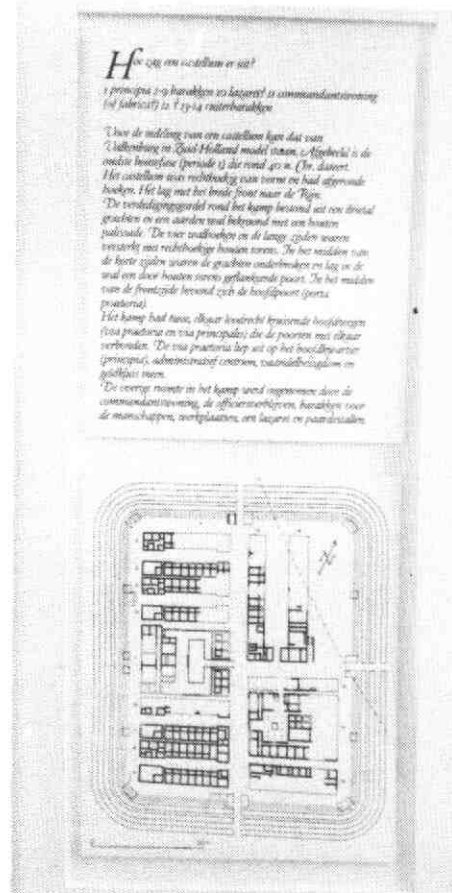 Hoe zag een castellum er uit?
1 principia 2-9 barakken 10 lazaret? 11 commandantswoning
(of fabrica?) 12 ? 13-14 ruiterbarakken
Voor de indeling van een castellum kan dat van
Valkenburg in Zuid-Holland model staan. Afgebeeld is de
oudste bouwfase (periode 1) die rond 40 n. Chr. dateert.
Het castellum was rechthoekig van vorm en had afgeronde
hoeken. Het lag met het brede front naar de Rijn.
De verdedigingsgordel rond het kamp bestond uit een drietal
grachten en een aarden wal bekroond met een houten
palissade. De vier walhoeken en de lange zijden waren
versterkt met rechthoekige houten torens. In het midden van
de korte zijden waren de grachten onderbroken en lag in de
wal een door houten torens geflankeerde poort. In het midden
van de frontzijde bevond zich de hoofdpoort (porta
praetoria).
Het kamp had twee, elkaar loodrecht kruisende hoofdwegen
(via praetoria en via principalis) die de poorten met elkaar
verbonden. De via praetoria liep uit op het hoofdkwartier
(principia), administratief centrum, vaandelheiligdom en
geldkluis ineen.
De overige ruimte in het kamp werd ingenomen door de
commandantswoning, de officiersverblijven, barakken voor
de manschappen, werkplaatsen, een lazaret en paardestallen.
N